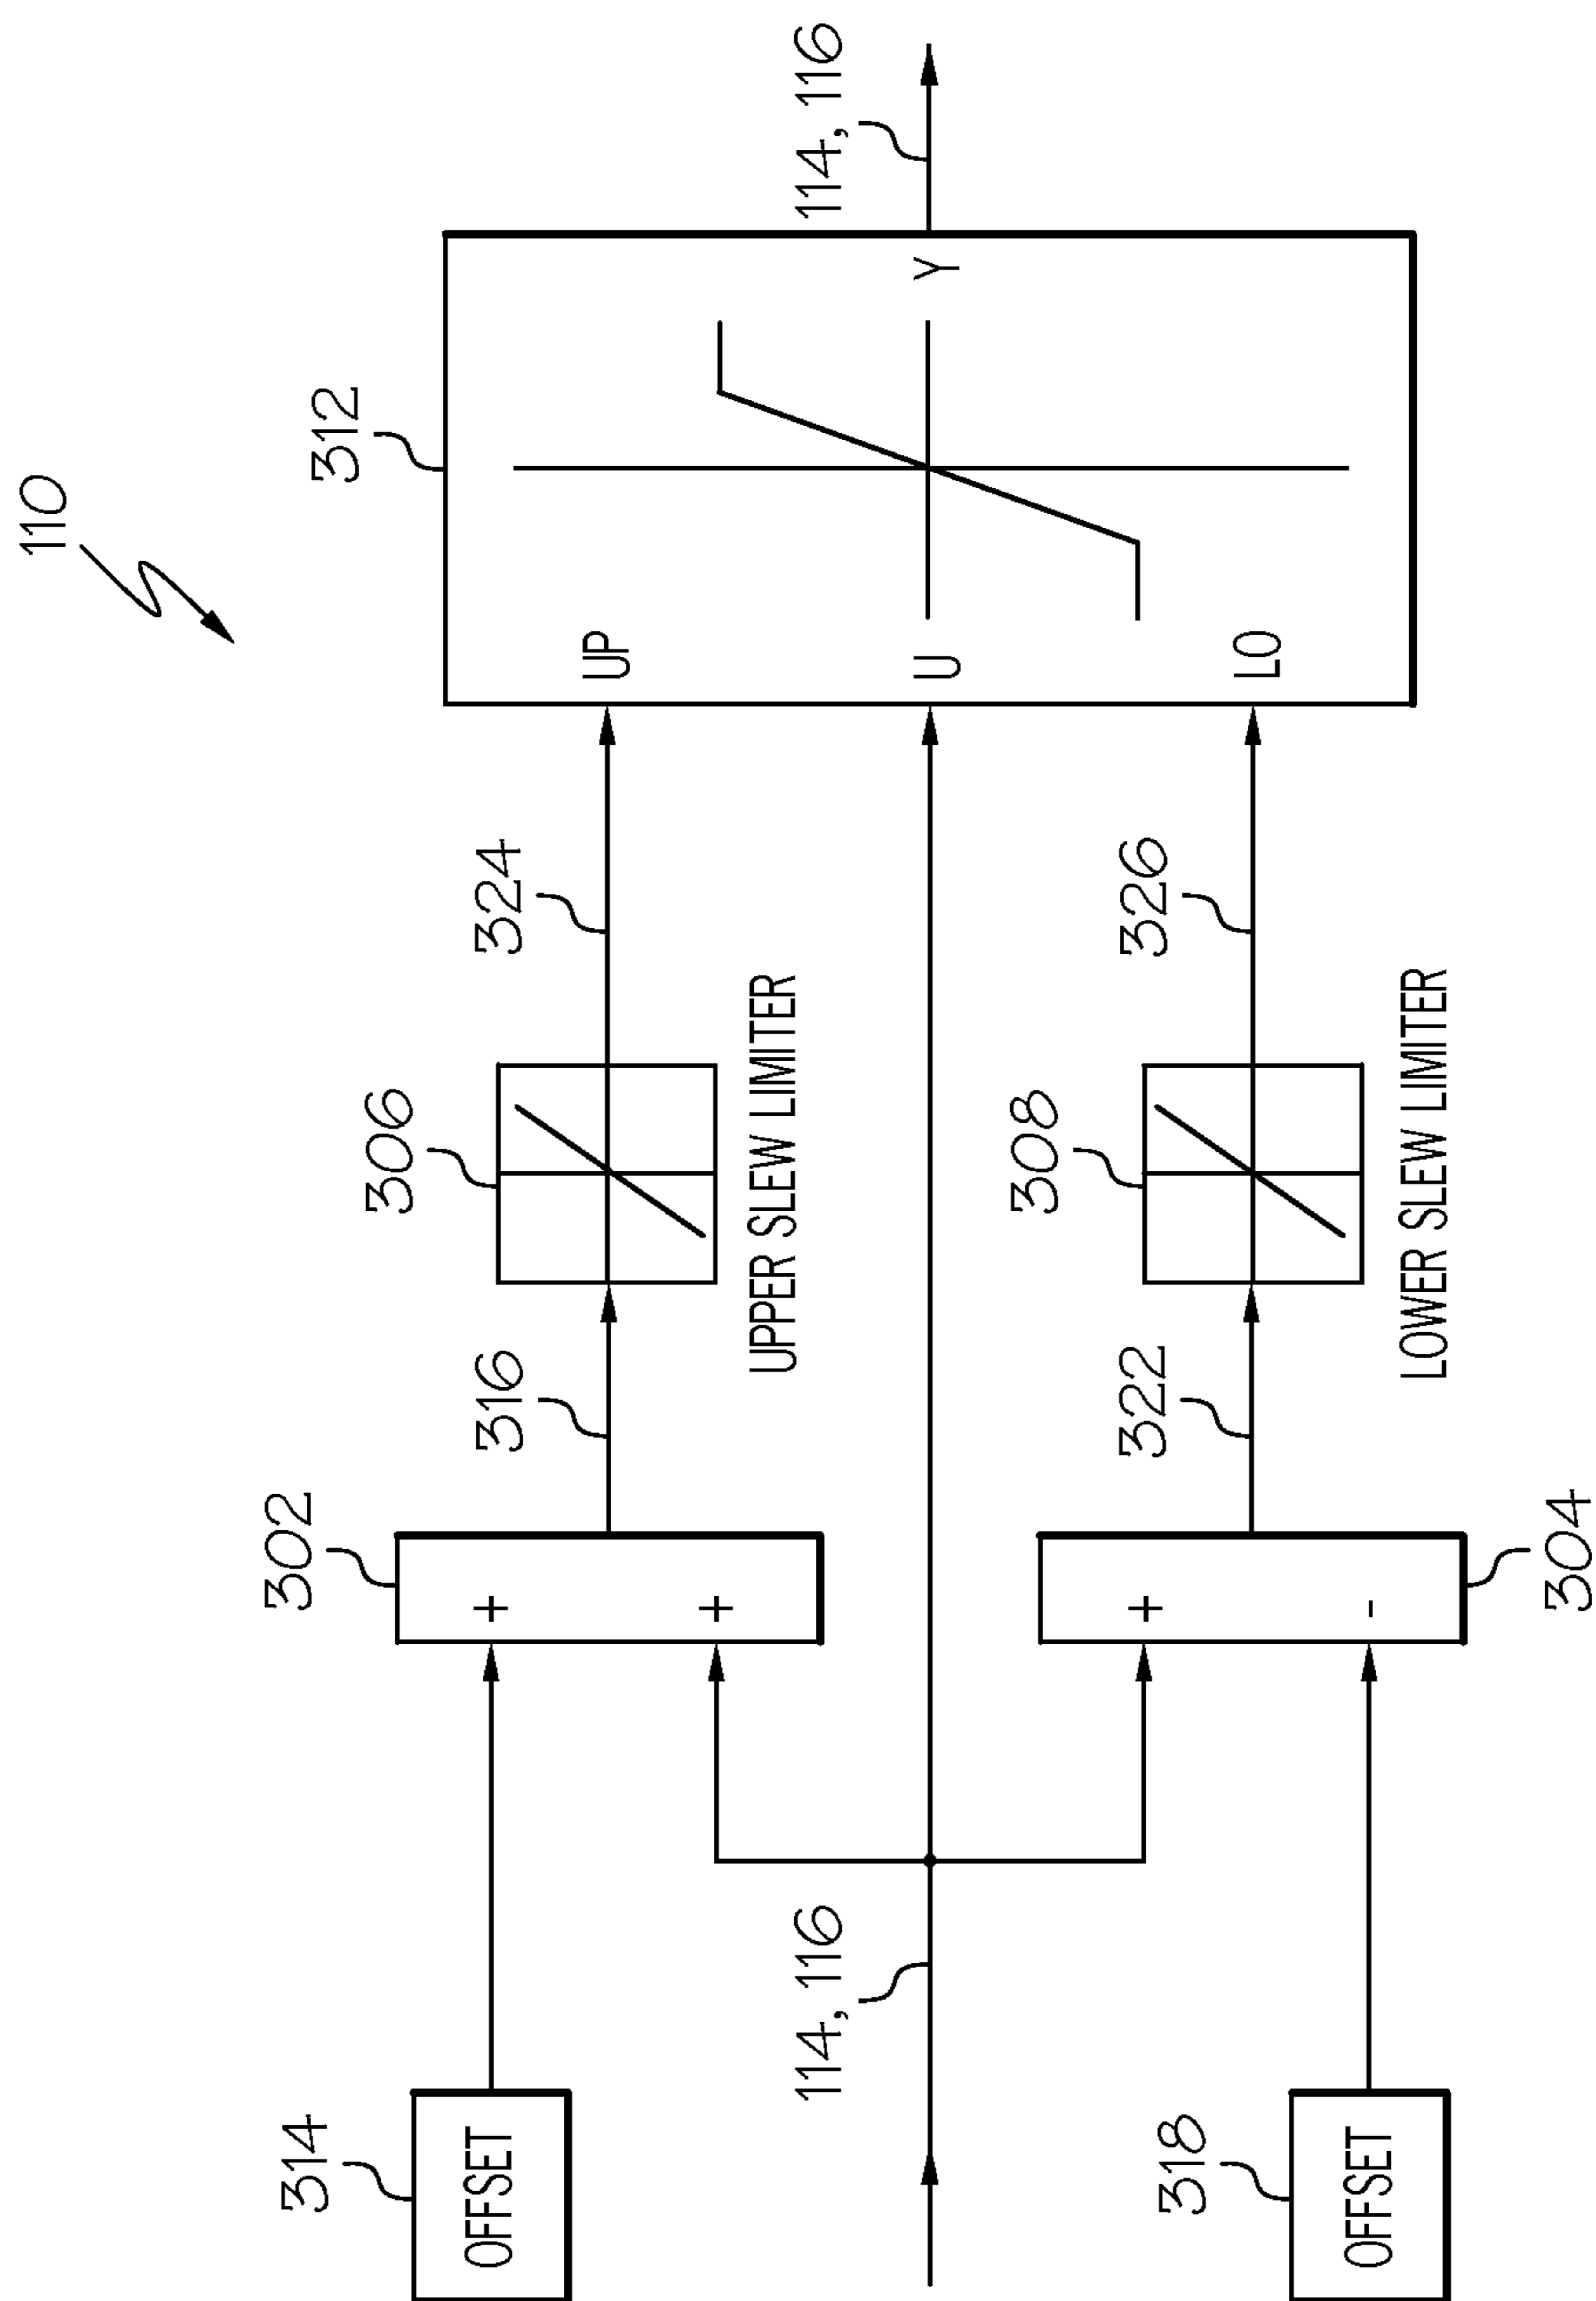 110
314
OFFSET
302
+
+
316
306
UPPER SLEW LIMITER
324
312
UP
U
LO
Y
114, 116
114, 116
318
OFFSET
304
+
-
322
308
LOWER SLEW LIMITER
326